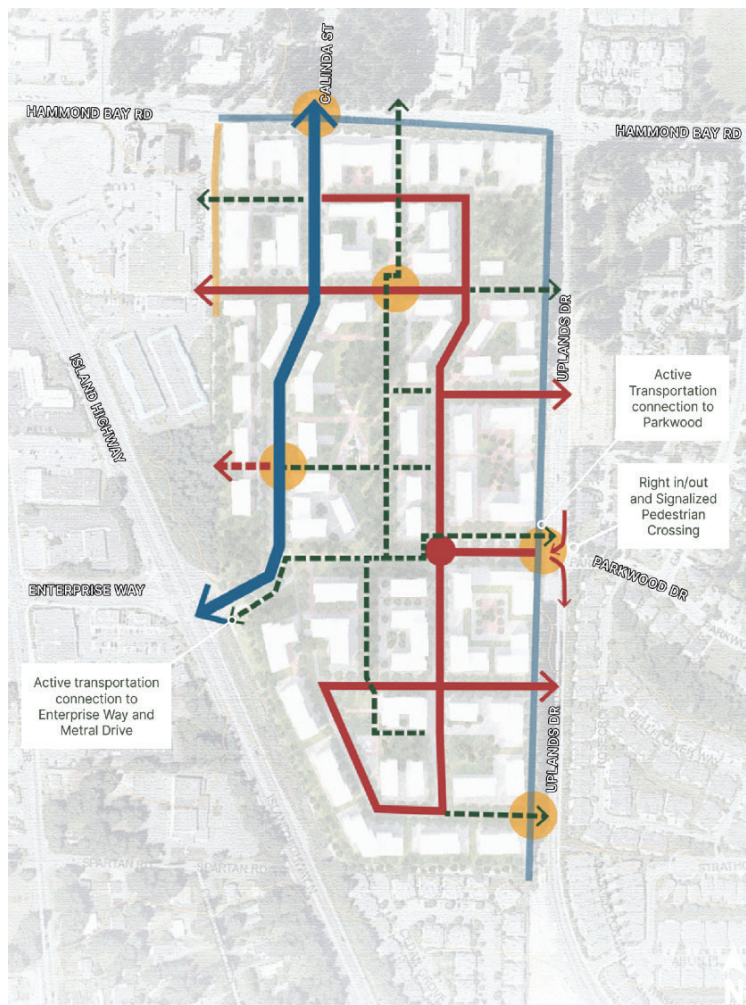 CALINDA ST
HAMMOND BAY RD
HAMMOND BAY RD
UPLANDS DR
ISLAND HIGHWAY
Active
Transportation
connection to
Parkwood
Right in/out
and Signalized
Pedestrian
Crossing
PARKWOOD DR
ENTERPRISE WAY
Active transportation
connection to
Enterprise Way and
Metral Drive
UPLANDS DR
SPARTAN RD
SPARTAN RD